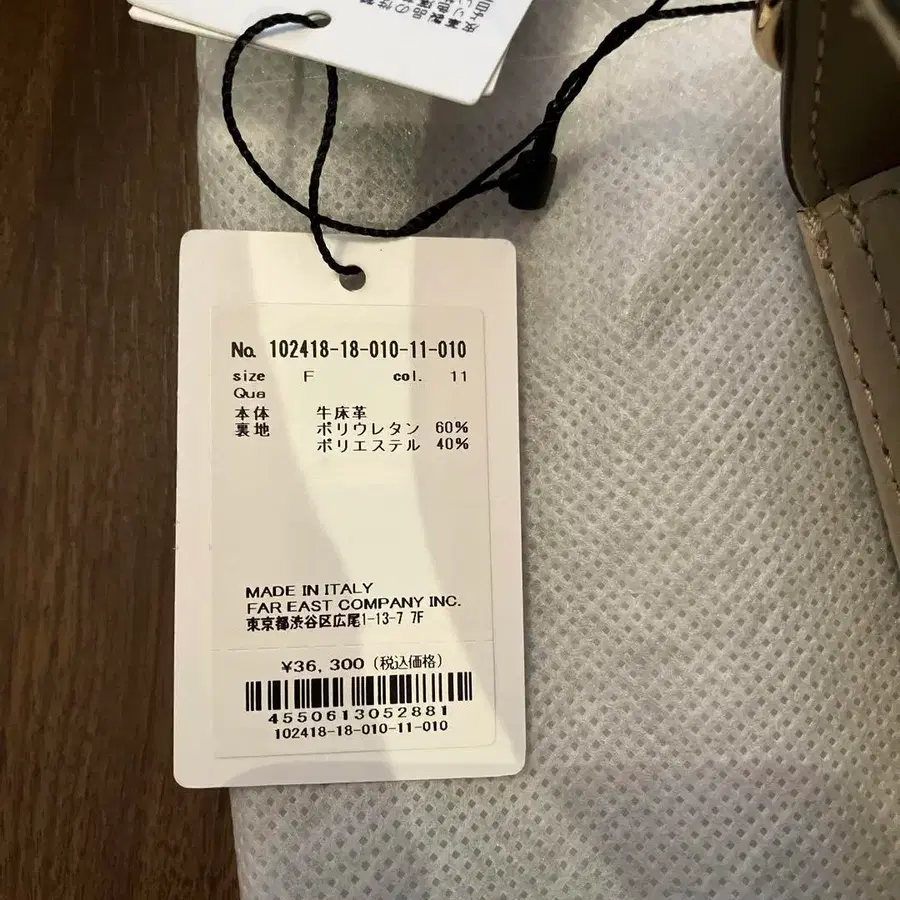 No. 102418-18-010-11-010
size F col. 11
Qua
本体 牛床革
裏地 ポリウレタン 60%
ポリエステル 40%
MADE IN ITALY
FAR EAST COMPANY INC.
東京都渋谷区広尾1-13-7 7F
¥36,300 (税込価格)
4550613052881
102418-18-010-11-010